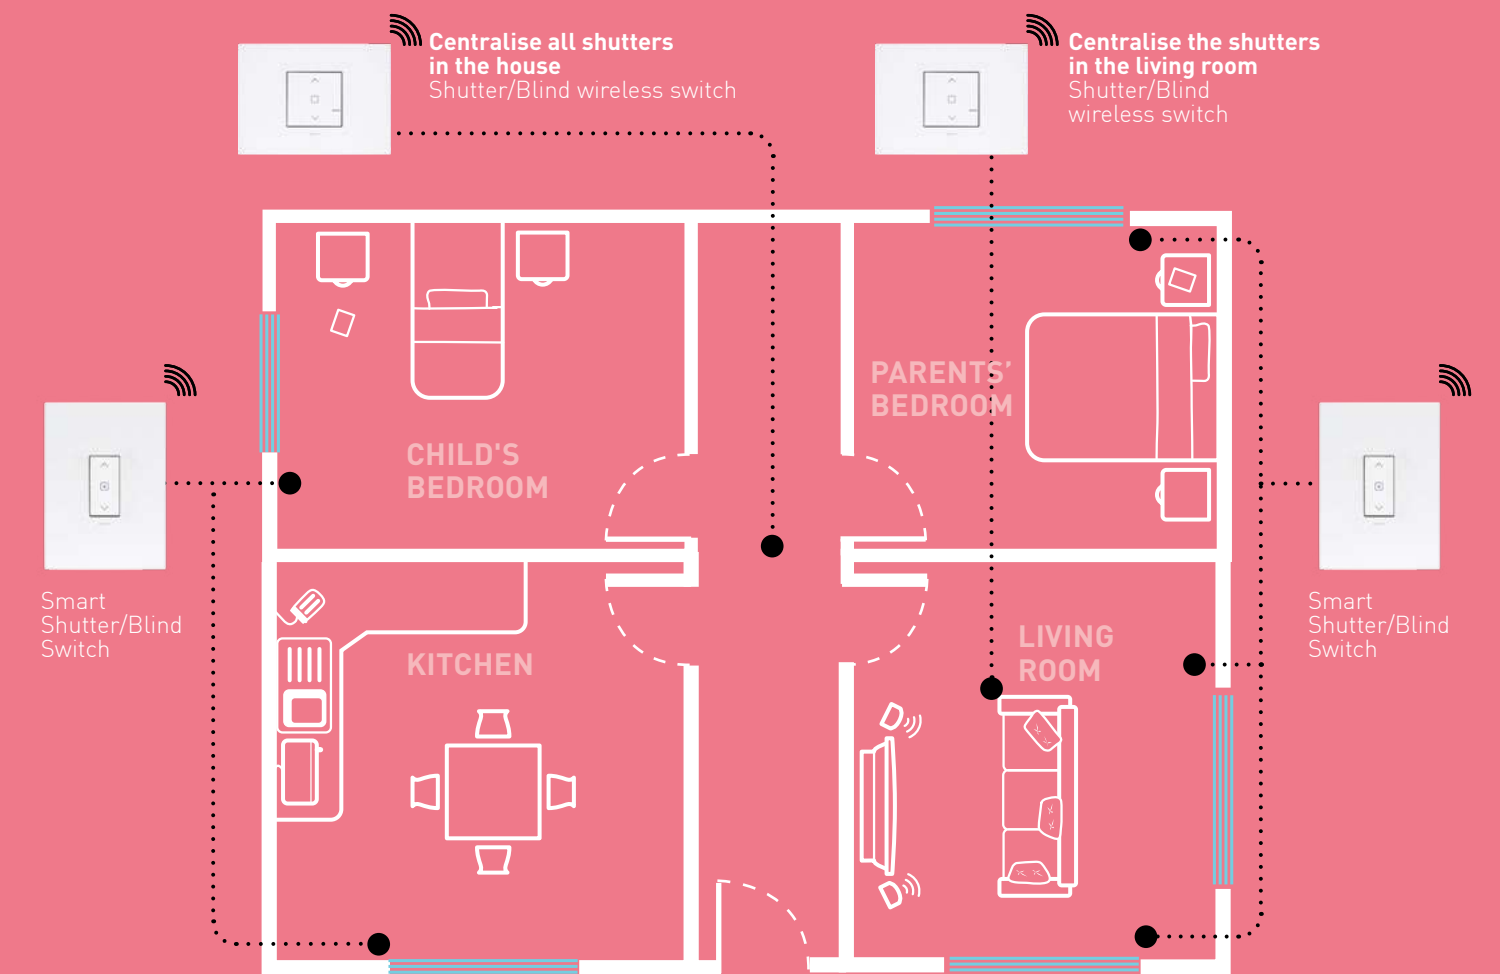 Centralise all shutters
in the house
Shutter/Blind wireless switch
Centralise the shutters
in the living room
Shutter/Blind
wireless switch
PARENTS’
BEDROOM
CHILD'S
BEDROOM
Smart
Shutter/Blind
Switch
Smart
Shutter/Blind
Switch
KITCHEN
LIVING
ROOM